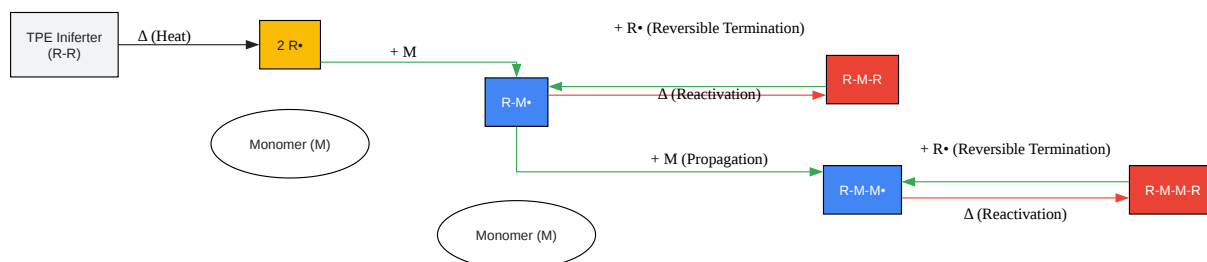 TPE Iniferter
(R-R)
Δ (Heat)
2 R•
+ M
+ R• (Reversible Termination)
R-M•
Δ (Reactivation)
R-M-R
Monomer (M)
+ M (Propagation)
+ R• (Reversible Termination)
R-M-M•
Δ (Reactivation)
R-M-M-R
Monomer (M)